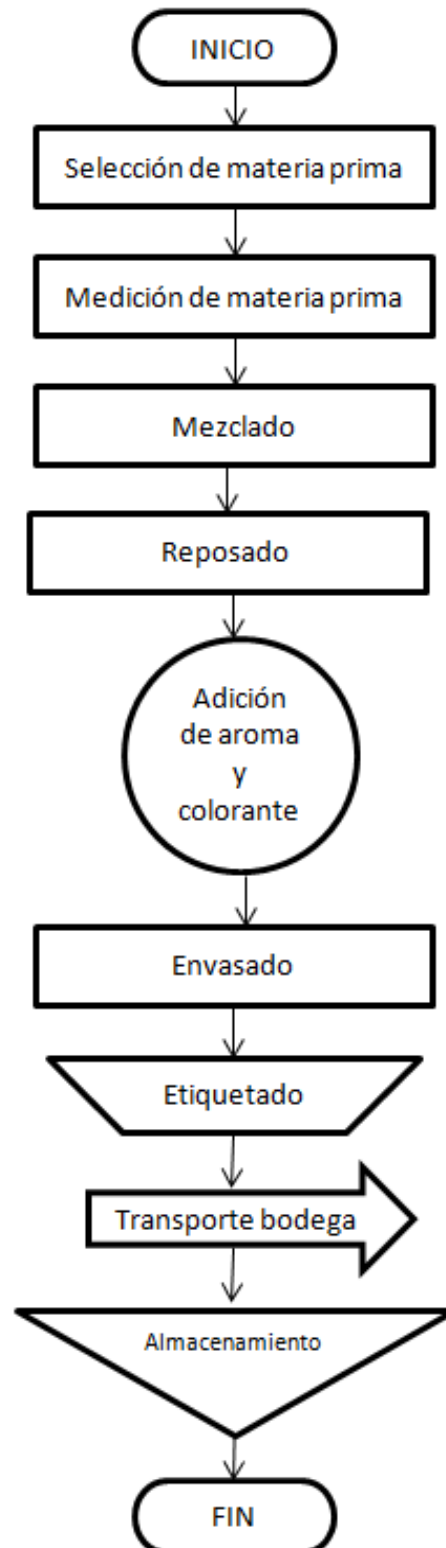 INICIO
Selección de materia prima
Medición de materia prima
Mezclado
Reposado
Adición
de aroma
y
colorante
Envasado
Etiquetado
Transporte bodega
Almacenamiento
FIN